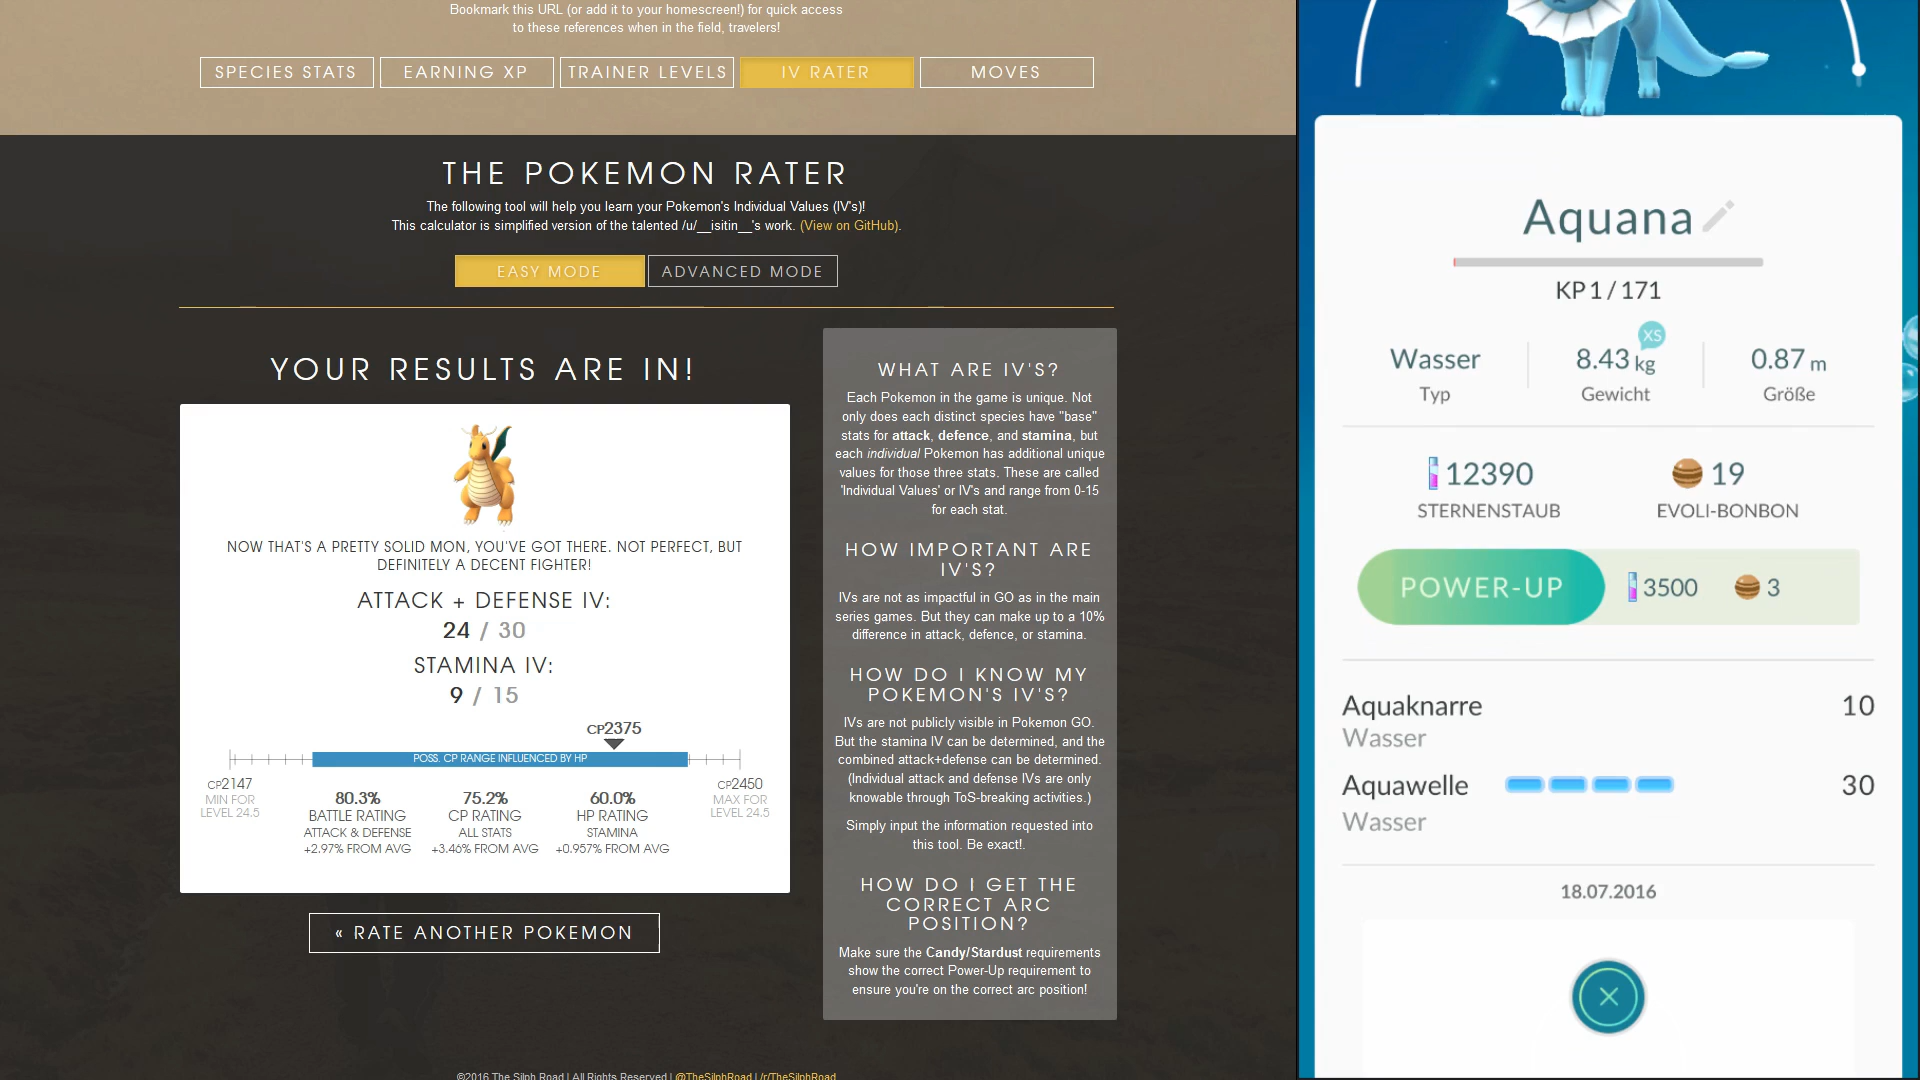 Bookmark this URL (or add it to your homescreen!) for quick access
to these references when in the field, travelers!
SPECIES STATS
EARNING XP
TRAINER LEVELS
IV RATER
MOVES
THE POKEMON RATER
The following tool will help you learn your Pokemon's Individual Values (IV's)!
This calculator is simplified version of the talented /u/__isitin__'s work. (View on GitHub).
EASY MODE
ADVANCED MODE
YOUR RESULTS ARE IN!
NOW THAT'S A PRETTY SOLID MON, YOU'VE GOT THERE. NOT PERFECT, BUT
DEFINITELY A DECENT FIGHTER!
ATTACK + DEFENSE IV:
24 / 30
STAMINA IV:
9 / 15
CP2375
POSS. CP RANGE INFLUENCED BY HP
CP2147
MIN FOR
LEVEL 24.5
CP2450
MAX FOR
LEVEL 24.5
80.3%
BATTLE RATING
ATTACK & DEFENSE
+2.97% FROM AVG
75.2%
CP RATING
ALL STATS
+3.46% FROM AVG
60.0%
HP RATING
STAMINA
+0.957% FROM AVG
« RATE ANOTHER POKEMON
WHAT ARE IV'S?
Each Pokemon in the game is unique. Not
only does each distinct species have "base"
stats for attack, defence, and stamina, but
each individual Pokemon has additional unique
values for those three stats. These are called
'Individual Values' or IV's and range from 0-15
for each stat.
HOW IMPORTANT ARE
IV'S?
IVs are not as impactful in GO as in the main
series games. But they can make up to a 10%
difference in attack, defence, or stamina.
HOW DO I KNOW MY
POKEMON'S IV'S?
IVs are not publicly visible in Pokemon GO.
But the stamina IV can be determined, and the
combined attack+defense can be determined.
(Individual attack and defense IVs are only
knowable through ToS-breaking activities.)
Simply input the information requested into
this tool. Be exact!.
HOW DO I GET THE
CORRECT ARC
POSITION?
Make sure the Candy/Stardust requirements
show the correct Power-Up requirement to
ensure you're on the correct arc position!
©2016 The Silph Road | All Rights Reserved | @TheSilphRoad | /r/TheSilphRoad
Aquana
KP 1 / 171
XS
Wasser
Typ
8.43 kg
Gewicht
0.87 m
Größe
12390
STERNENSTAUB
19
EVOLI-BONBON
POWER-UP
3500
3
Aquaknarre
10
Wasser
Aquawelle
30
Wasser
18.07.2016